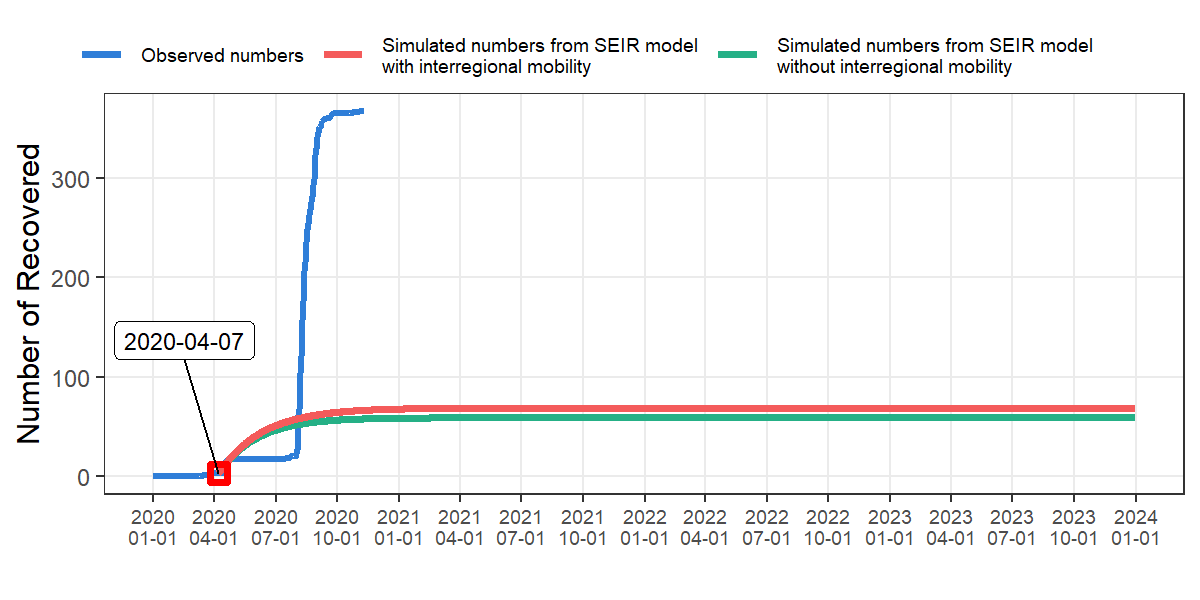 Observed numbers
Simulated numbers from SEIR model
with interregional mobility
Simulated numbers from SEIR model
without interregional mobility
Number of Recovered
300
200
100
0
2020-04-07
2020 2020 2020 2020 2021 2021 2021 2021 2022 2022 2022 2022 2023 2023 2023 2023 2024
01-01 04-01 07-01 10-01 01-01 04-01 07-01 10-01 01-01 04-01 07-01 10-01 01-01 04-01 07-01 10-01 01-01